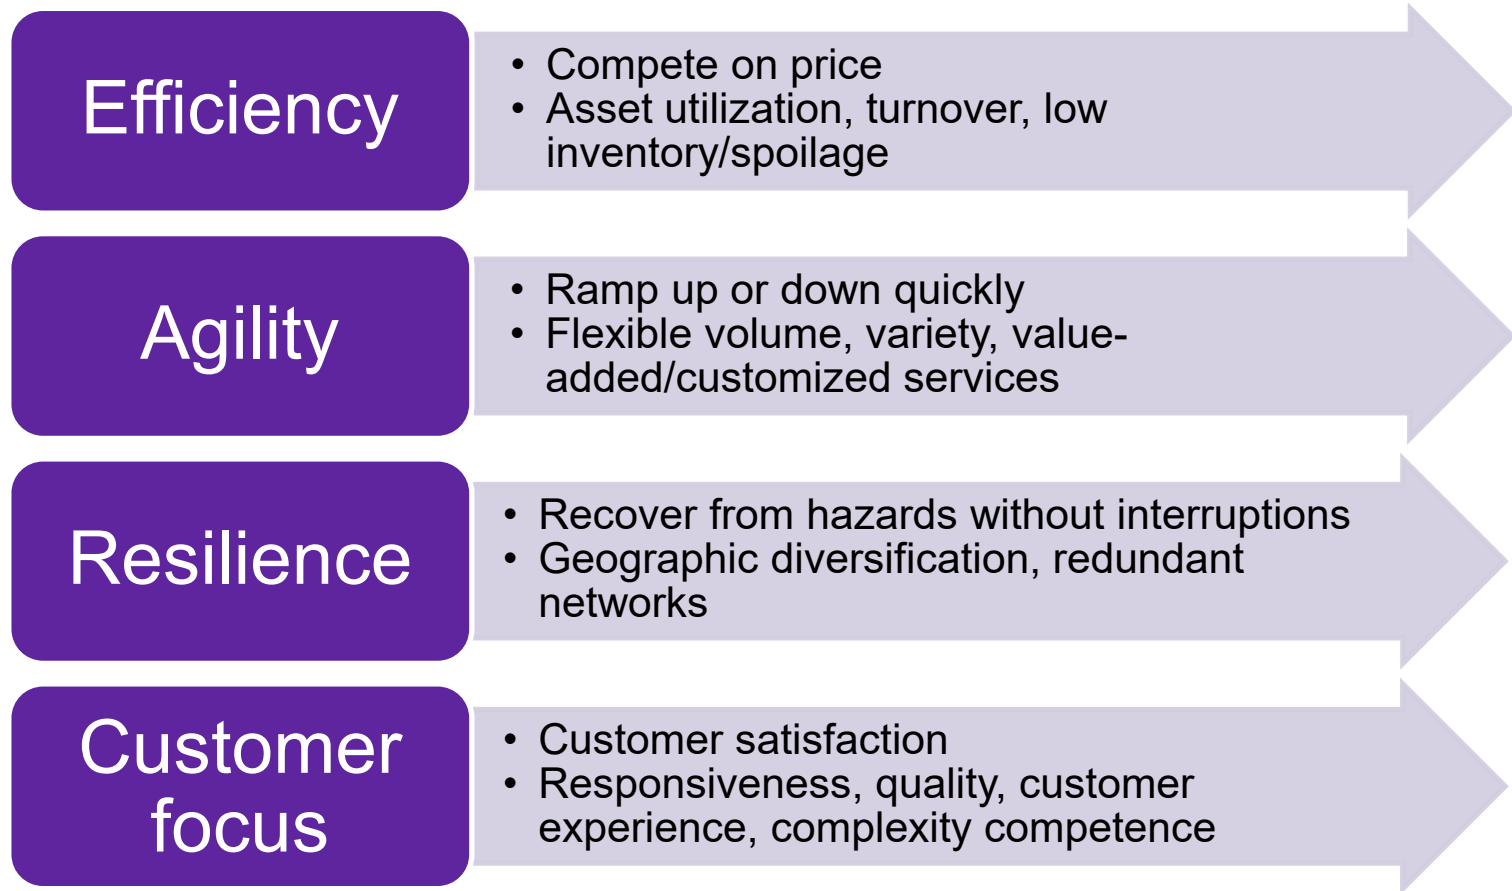 Efficiency
• Compete on price
• Asset utilization, turnover, low
inventory/spoilage
Agility
• Ramp up or down quickly
• Flexible volume, variety, value-
added/customized services
Resilience
• Recover from hazards without interruptions
• Geographic diversification, redundant
networks
Customer
focus
• Customer satisfaction
• Responsiveness, quality, customer
experience, complexity competence